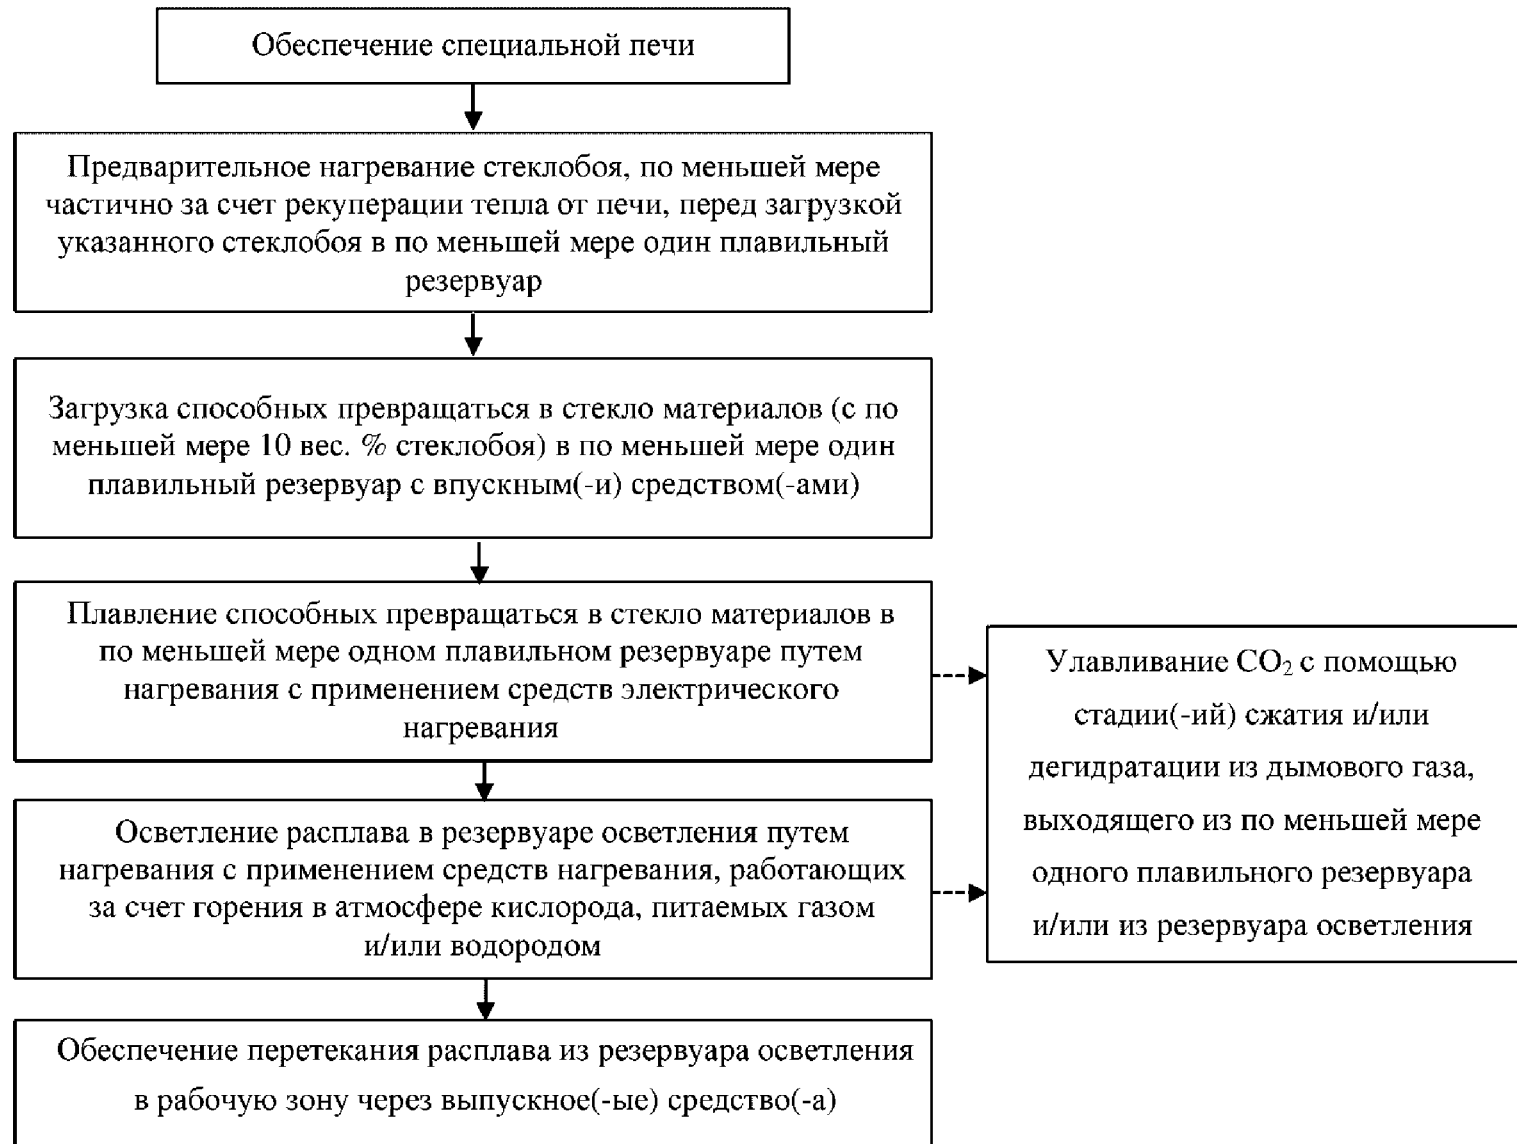 Обеспечение специальной печи
Предварительное нагревание стеклобоя, по меньшей мере
частично за счет рекуперации тепла от печи, перед загрузкой
указанного стеклобоя в по меньшей мере один плавильный
резервуар
Загрузка способных превращаться в стекло материалов (с по
меньшей мере 10 вес. % стеклобоя) в по меньшей мере один
плавильный резервуар с впускным(-и) средством(-ами)
Плавление способных превращаться в стекло материалов в
по меньшей мере одном плавильном резервуаре путем
нагревания с применением средств электрического
нагревания
Улавливание CO₂ с помощью
стадии(-ий) сжатия и/или
дегидратации из дымового газа,
выходящего из по меньшей мере
одного плавильного резервуара
и/или из резервуара осветления
Осветление расплава в резервуаре осветления путем
нагревания с применением средств нагревания, работающих
за счет горения в атмосфере кислорода, питаемых газом
и/или водородом
Обеспечение перетекания расплава из резервуара осветления
в рабочую зону через выпускное(-ые) средство(-а)